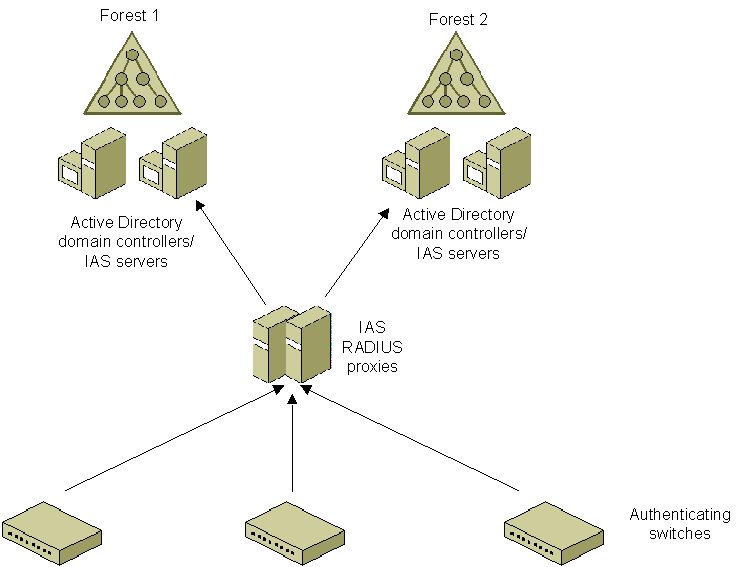 Forest 1
Forest 2
Active Directory
domain controllers/
IAS servers
Active Directory
domain controllers/
IAS servers
IAS
RADIUS
proxies
Authenticating
switches